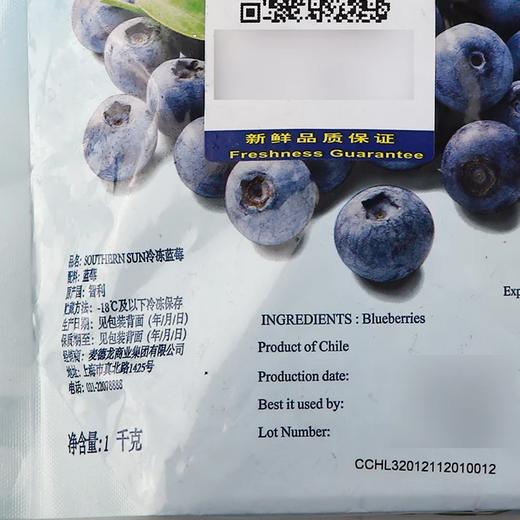 新鲜品质保证
Freshness Guarantee
品名: SOUTHERN SUN冷冻蓝莓
配料: 蓝莓
原产国: 智利
贮藏方法: -18℃及以下冷冻保存
生产日期: 见包装背面 (年/月/日)
保质期至: 见包装背面 (年/月/日)
经销商: 麦德龙商业集团有限公司
地址: 上海市真北路1425号
电话: 021-22078888
净含量:1 千克
Exp
INGREDIENTS : Blueberries
Product of Chile
Production date:
Best it used by:
Lot Number:
CCHL32012112010012